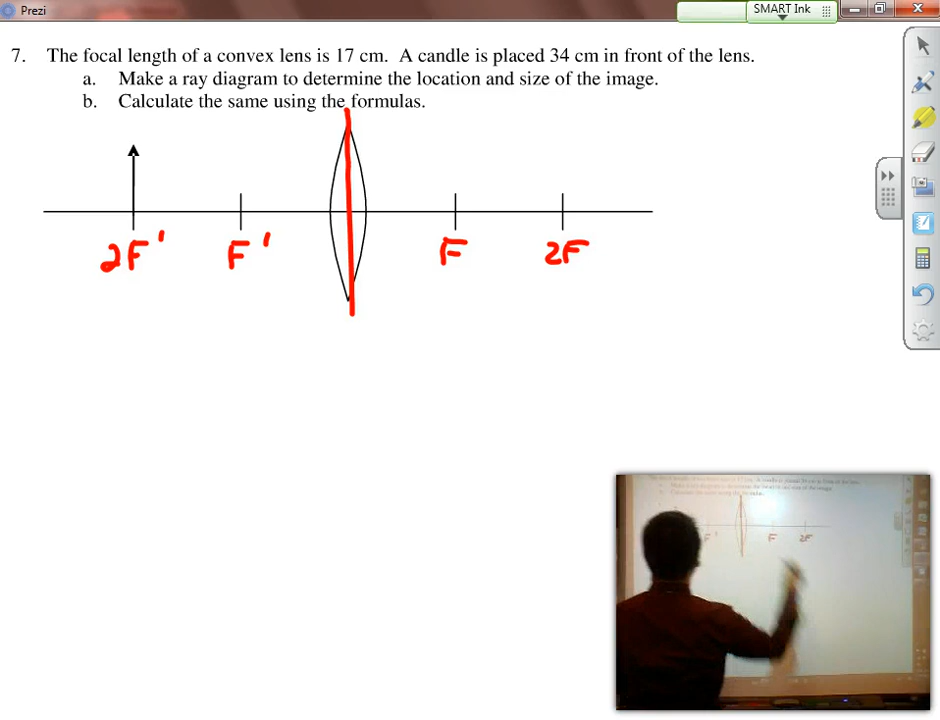 Prezi
SMART Ink
7. The focal length of a convex lens is 17 cm. A candle is placed 34 cm in front of the lens.
a. Make a ray diagram to determine the location and size of the image.
b. Calculate the same using the formulas.
2F' F' F 2F
F' F 2F